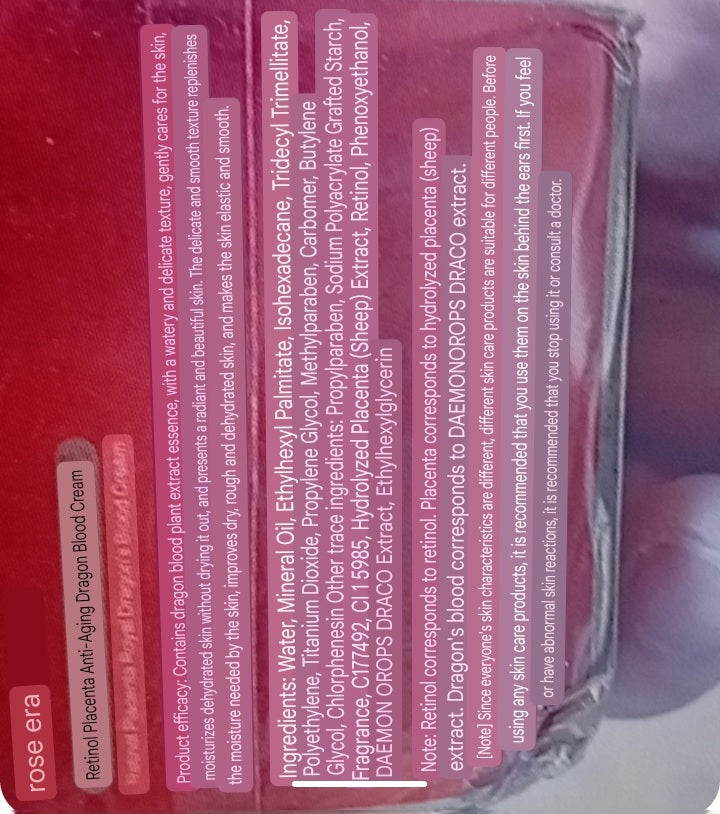 rose era
Retinol Placenta Anti-Aging Dragon Blood Cream
Placenta Royal Dragon's Blood Cream
Product efficacy: Contains dragon blood plant extract essence, with a watery and delicate texture, gently cares for the skin,
moisturizes dehydrated skin without drying it out, and presents a radiant and beautiful skin. The delicate and smooth texture replenishes
the moisture needed by the skin, improves dry, rough and dehydrated skin, and makes the skin elastic and smooth.
Ingredients: Water, Mineral Oil, Ethylhexyl Palmitate, Isohexadecane, Tridecyl Trimellitate,
Polyethylene, Titanium Dioxide, Propylene Glycol, Methylparaben, Carbomer, Butylene
Glycol, Chlorphenesin Other trace ingredients: Propylparaben, Sodium Polyacrylate Grafted Starch,
Fragrance, C177492, CI 1 5985, Hydrolyzed Placenta (Sheep) Extract, Retinol, Phenoxyethanol,
DAEMON OROPS DRACO Extract, Ethylhexylglycerin
Note: Retinol corresponds to retinol. Placenta corresponds to hydrolyzed placenta (sheep)
extract. Dragon's blood corresponds to DAEMONOROPS DRACO extract.
[Note] Since everyone's skin characteristics are different, different skin care products are suitable for different people. Before
using any skin care products, it is recommended that you use them on the skin behind the ears first. If you feel
or have abnormal skin reactions, it is recommended that you stop using it or consult a doctor.